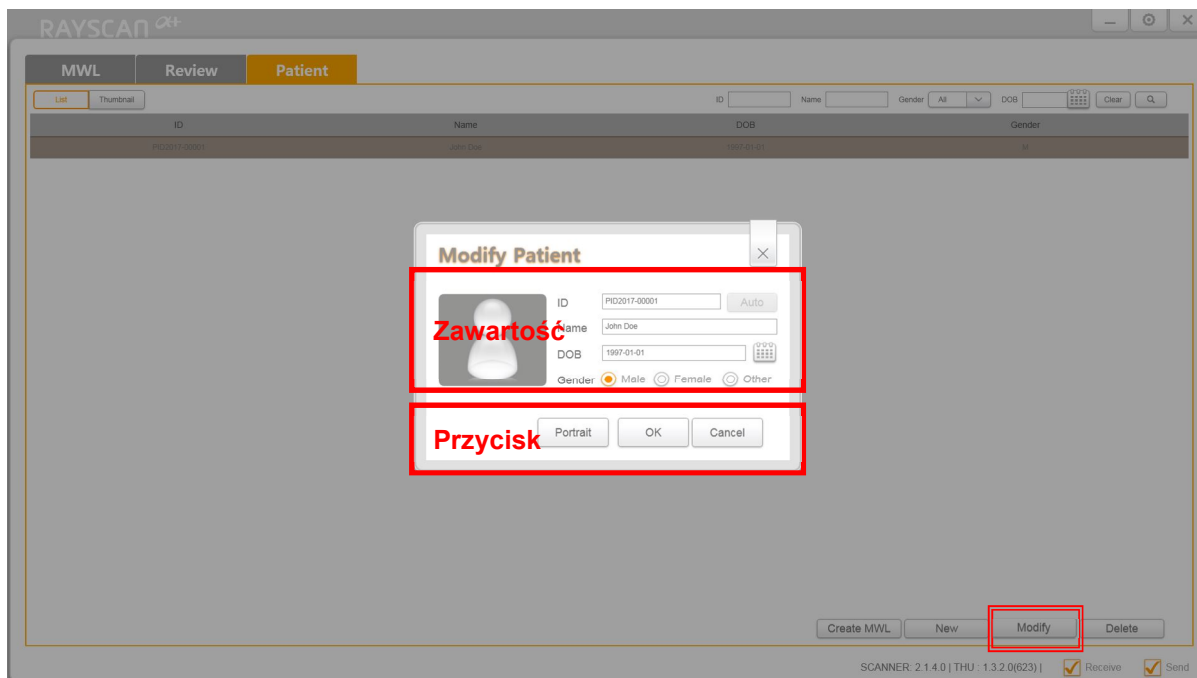 RAYSCAN α+
MWL Review Patient
List Thumbnail ID Name Gender All DOB Clear
ID Name DOB Gender
PID2017-00001 John Doe 1997-01-01 M
Modify Patient
ID PID2017-00001 Auto
Zawartość
Name John Doe
DOB 1997-01-01
Gender Male Female Other
Przycisk
Portrait OK Cancel
Create MWL New Modify Delete
SCANNER: 2.1.4.0 | THU : 1.3.2.0(623) | Receive Send